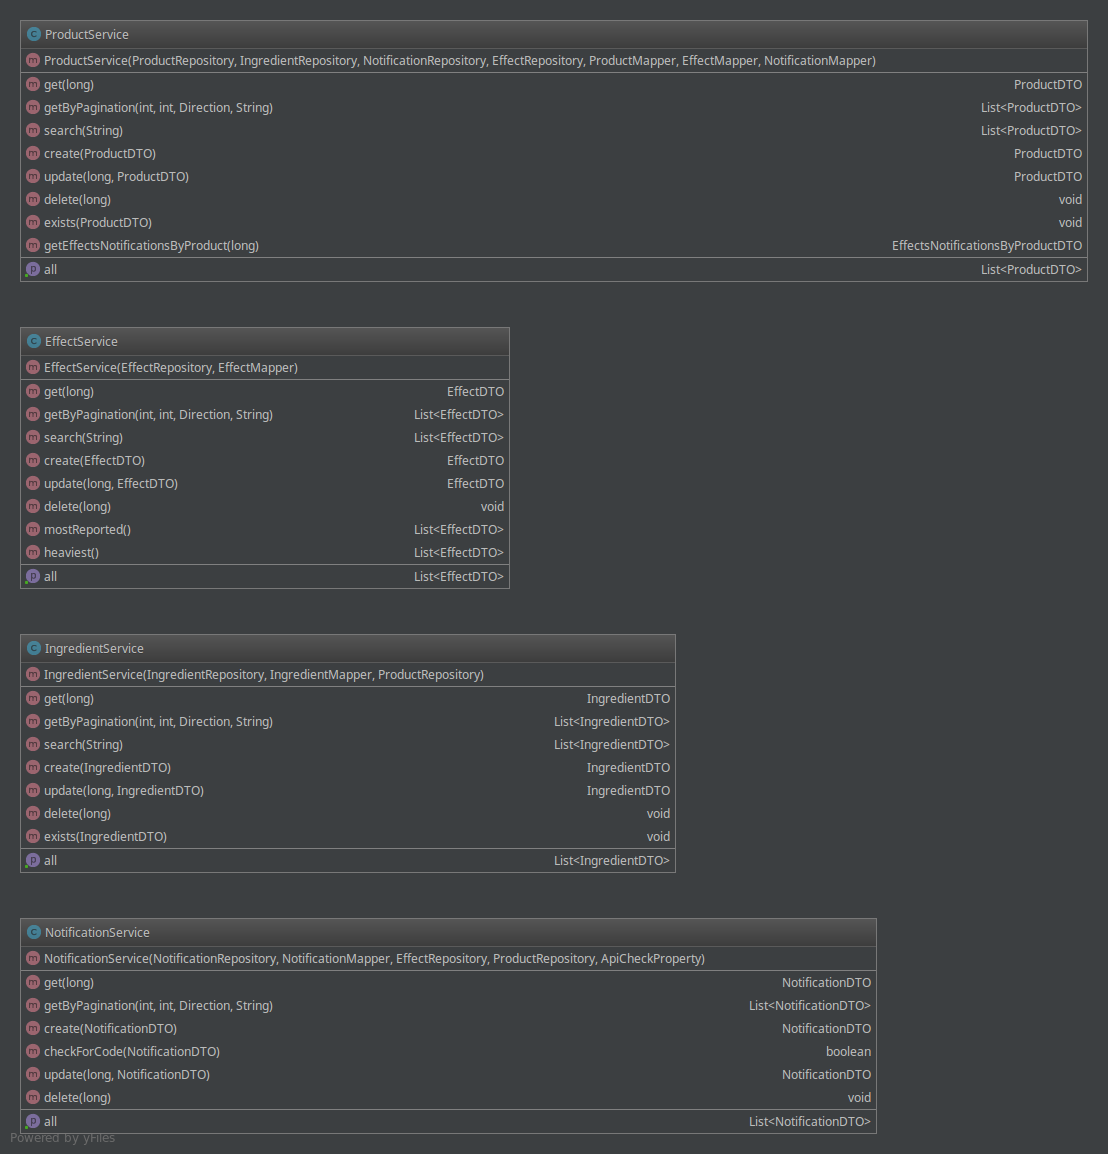 ProductService
ProductService(ProductRepository, IngredientRepository, NotificationRepository, EffectRepository, ProductMapper, EffectMapper, NotificationMapper)
get(long) ProductDTO
getByPagination(int, int, Direction, String) List<ProductDTO>
search(String) List<ProductDTO>
create(ProductDTO) ProductDTO
update(long, ProductDTO) ProductDTO
delete(long) void
exists(ProductDTO) void
getEffectsNotificationsByProduct(long) EffectsNotificationsByProductDTO
all List<ProductDTO>
EffectService
EffectService(EffectRepository, EffectMapper)
get(long) EffectDTO
getByPagination(int, int, Direction, String) List<EffectDTO>
search(String) List<EffectDTO>
create(EffectDTO) EffectDTO
update(long, EffectDTO) EffectDTO
delete(long) void
mostReported() List<EffectDTO>
heaviest() List<EffectDTO>
all List<EffectDTO>
IngredientService
IngredientService(IngredientRepository, IngredientMapper, ProductRepository)
get(long) IngredientDTO
getByPagination(int, int, Direction, String) List<IngredientDTO>
search(String) List<IngredientDTO>
create(IngredientDTO) IngredientDTO
update(long, IngredientDTO) IngredientDTO
delete(long) void
exists(IngredientDTO) void
all List<IngredientDTO>
NotificationService
NotificationService(NotificationRepository, NotificationMapper, EffectRepository, ProductRepository, ApiCheckProperty)
get(long) NotificationDTO
getByPagination(int, int, Direction, String) List<NotificationDTO>
create(NotificationDTO) NotificationDTO
checkForCode(NotificationDTO) boolean
update(long, NotificationDTO) NotificationDTO
delete(long) void
all List<NotificationDTO>
Powered by yFiles